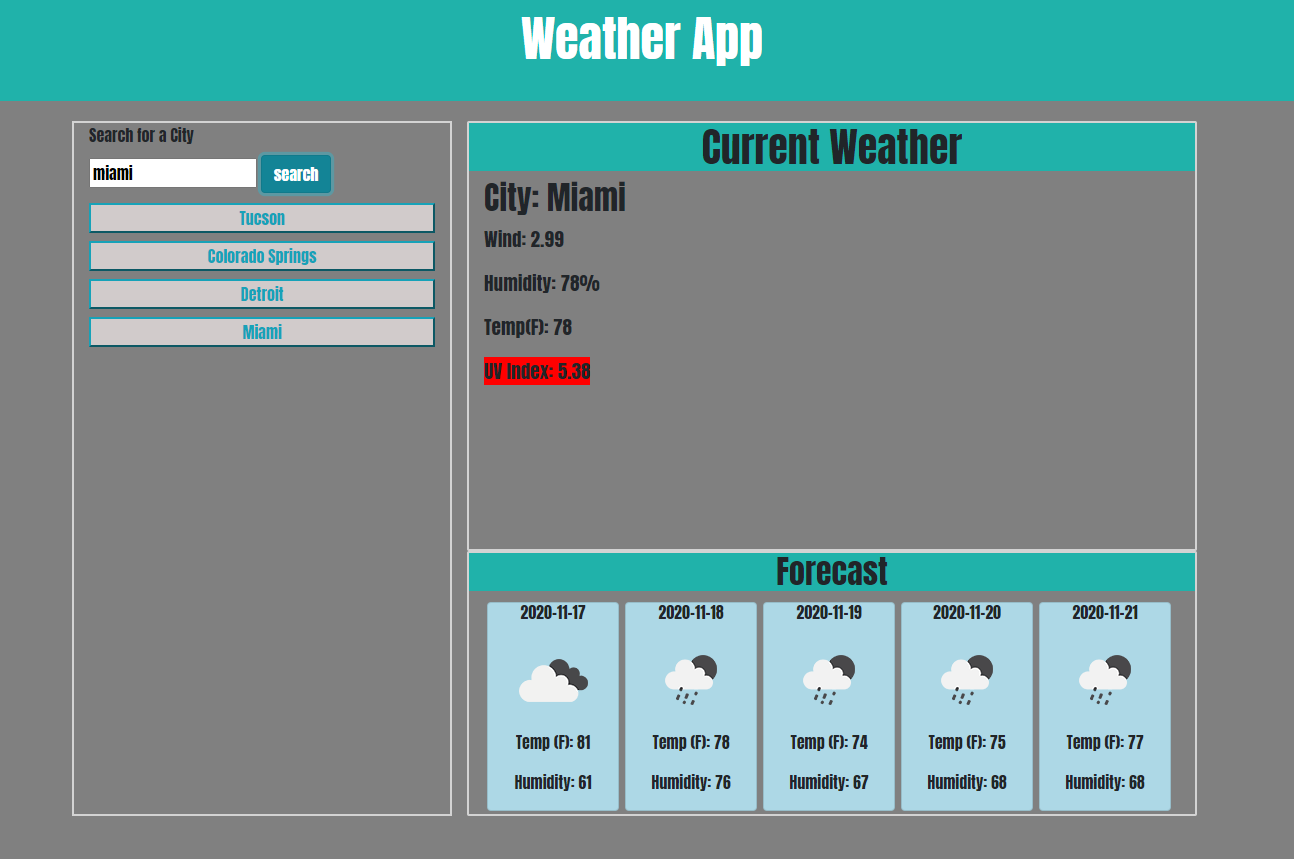 Weather App
Search for a City
miami
search
Tucson
Colorado Springs
Detroit
Miami
Current Weather
City: Miami
Wind: 2.99
Humidity: 78%
Temp(F): 78
UV Index: 5.38
Forecast
2020-11-17
Temp (F): 81
Humidity: 61
2020-11-18
Temp (F): 78
Humidity: 76
2020-11-19
Temp (F): 74
Humidity: 67
2020-11-20
Temp (F): 75
Humidity: 68
2020-11-21
Temp (F): 77
Humidity: 68